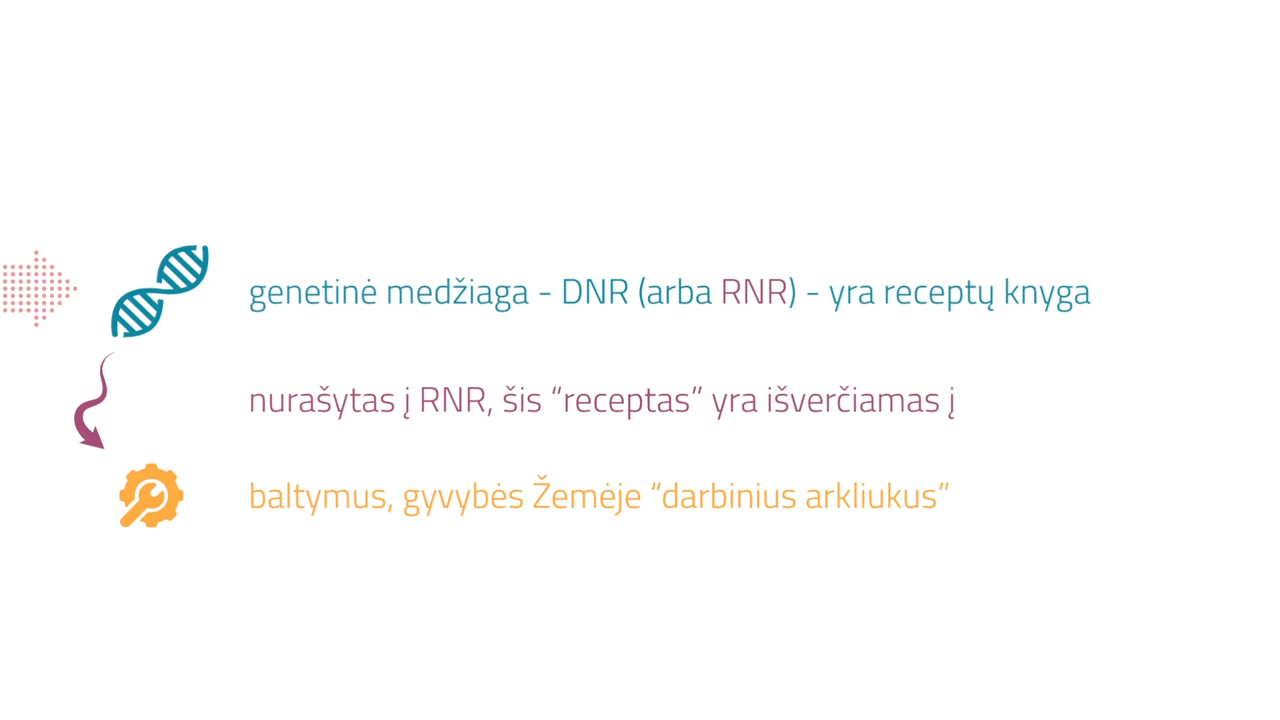 genetinė medžiaga - DNR (arba RNR) - yra receptų knyga
nurašytas į RNR, šis “receptas” yra išverčiamas į
baltymus, gyvybės Žemėje “darbinius arkliukus”